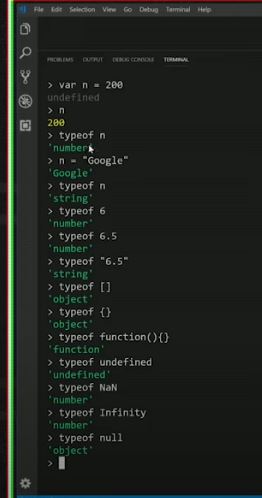 File Edit Selection View Go Debug Terminal Help
PROBLEMS OUTPUT DEBUG CONSOLE TERMINAL
> var n = 200
undefined
> n
200
> typeof n
'number'
> n = "Google"
'Google'
> typeof n
'string'
> typeof 6
'number'
> typeof 6.5
'number'
> typeof "6.5"
'string'
> typeof []
'object'
> typeof {}
'object'
> typeof function(){}
'function'
> typeof undefined
'undefined'
> typeof NaN
'number'
> typeof Infinity
'number'
> typeof null
'object'
>